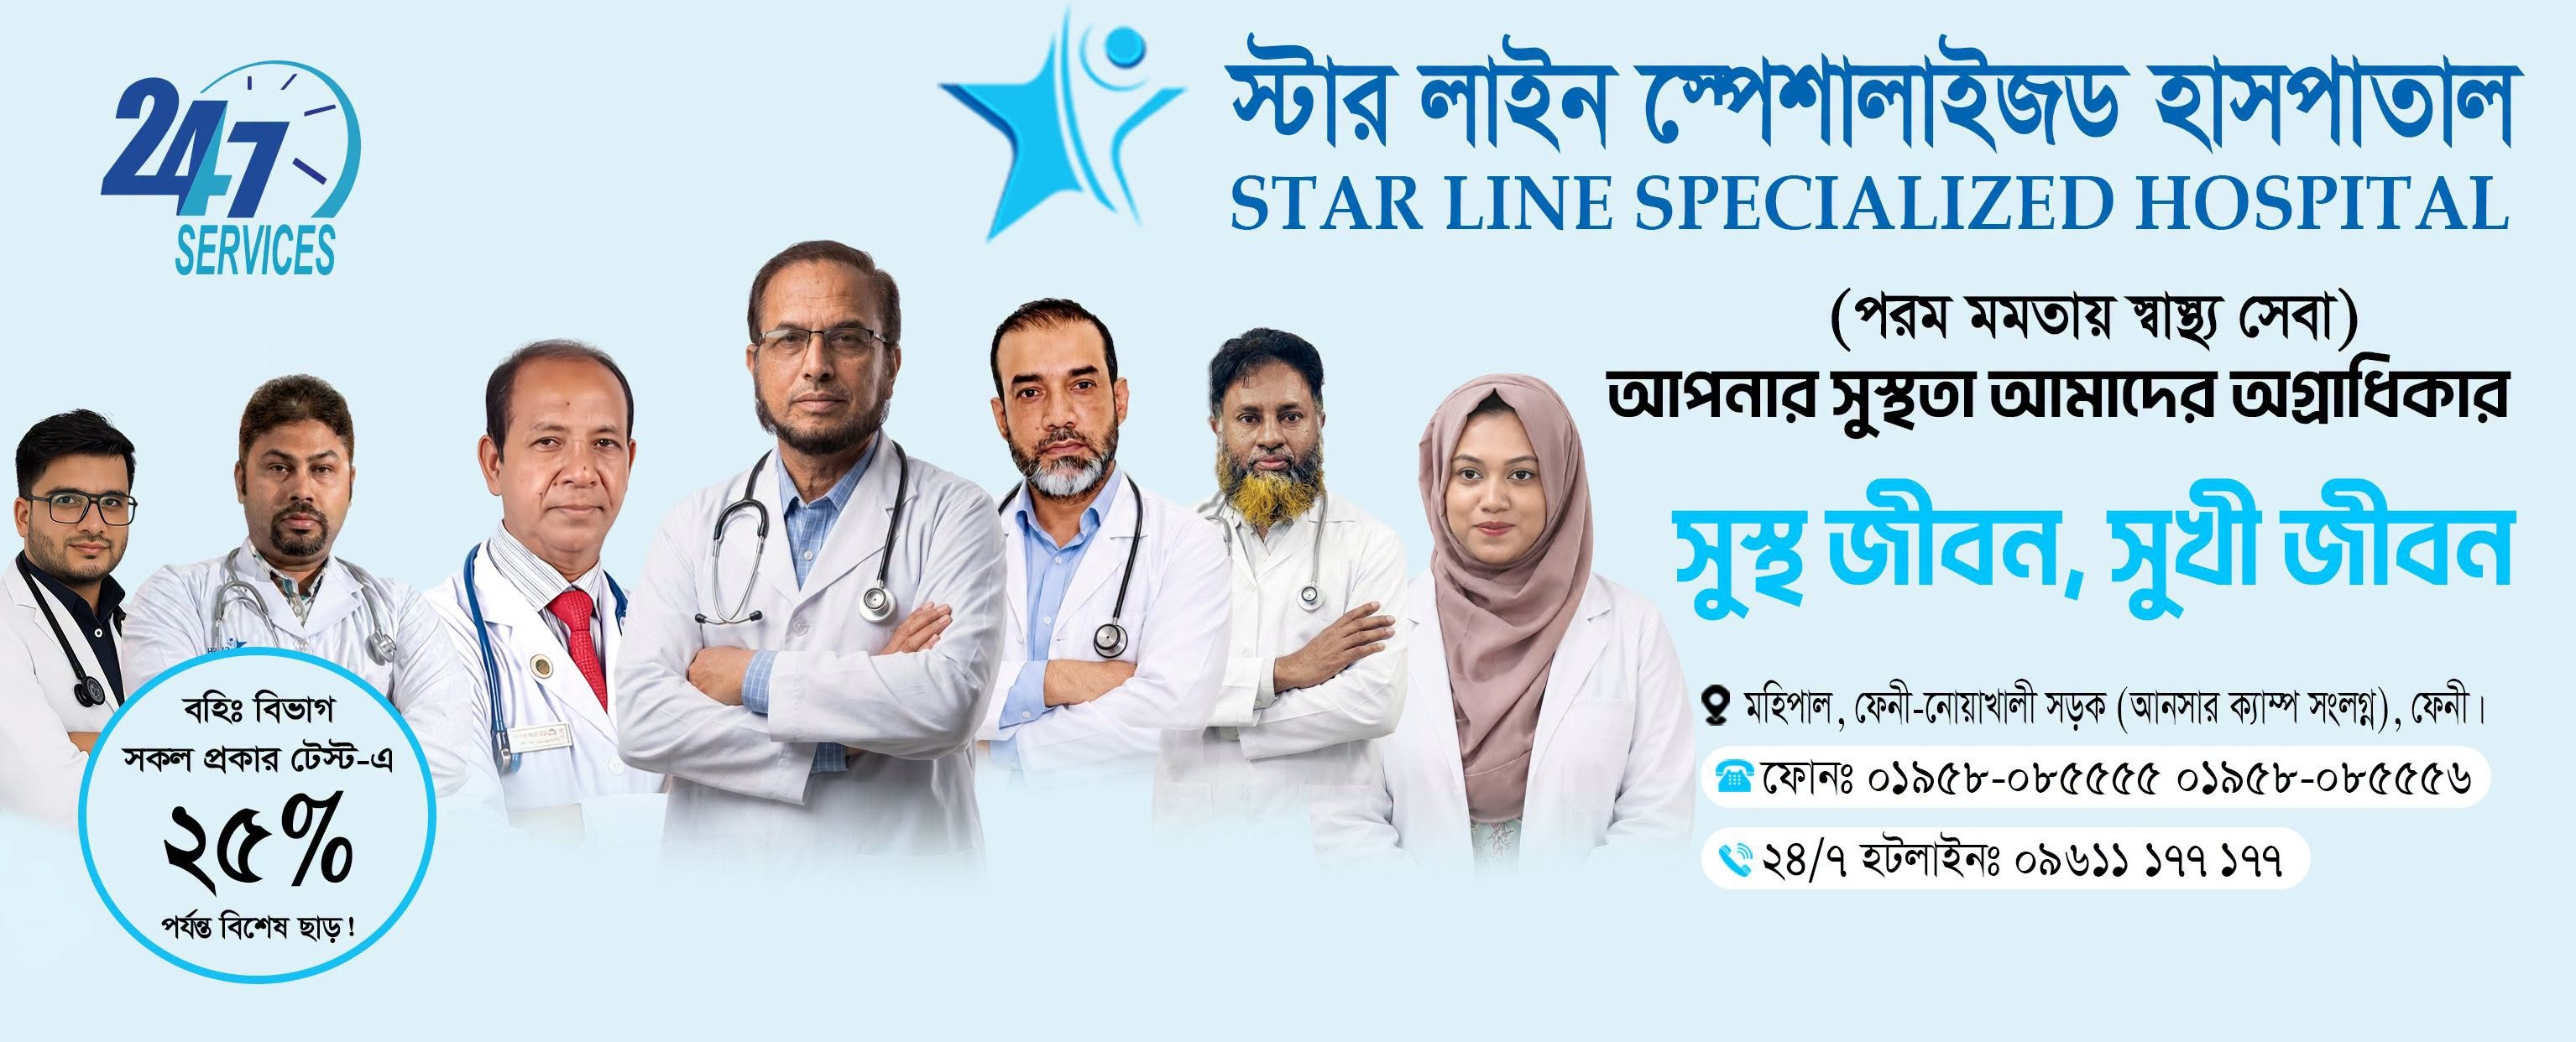 24/7
SERVICES
স্টার লাইন স্পেশালাইজড হাসপাতাল
STAR LINE SPECIALIZED HOSPITAL
(পরম মমতায় স্বাস্থ্য সেবা)
আপনার সুস্থতা আমাদের অগ্রাধিকার
সুস্থ জীবন, সুখী জীবন
মহিপাল, ফেনী-নোয়াখালী সড়ক (আনসার ক্যাম্প সংলগ্ন), ফেনী।
ফোনঃ ০১৯৫৮-০৮৫৫৫৫ ০১৯৫৮-০৮৫৫৫৬
২৪/৭ হটলাইনঃ ০৯৬১১ ১৭৭ ১৭৭
বহিঃ বিভাগ
সকল প্রকার টেস্ট-এ
২৫%
পর্যন্ত বিশেষ ছাড়!